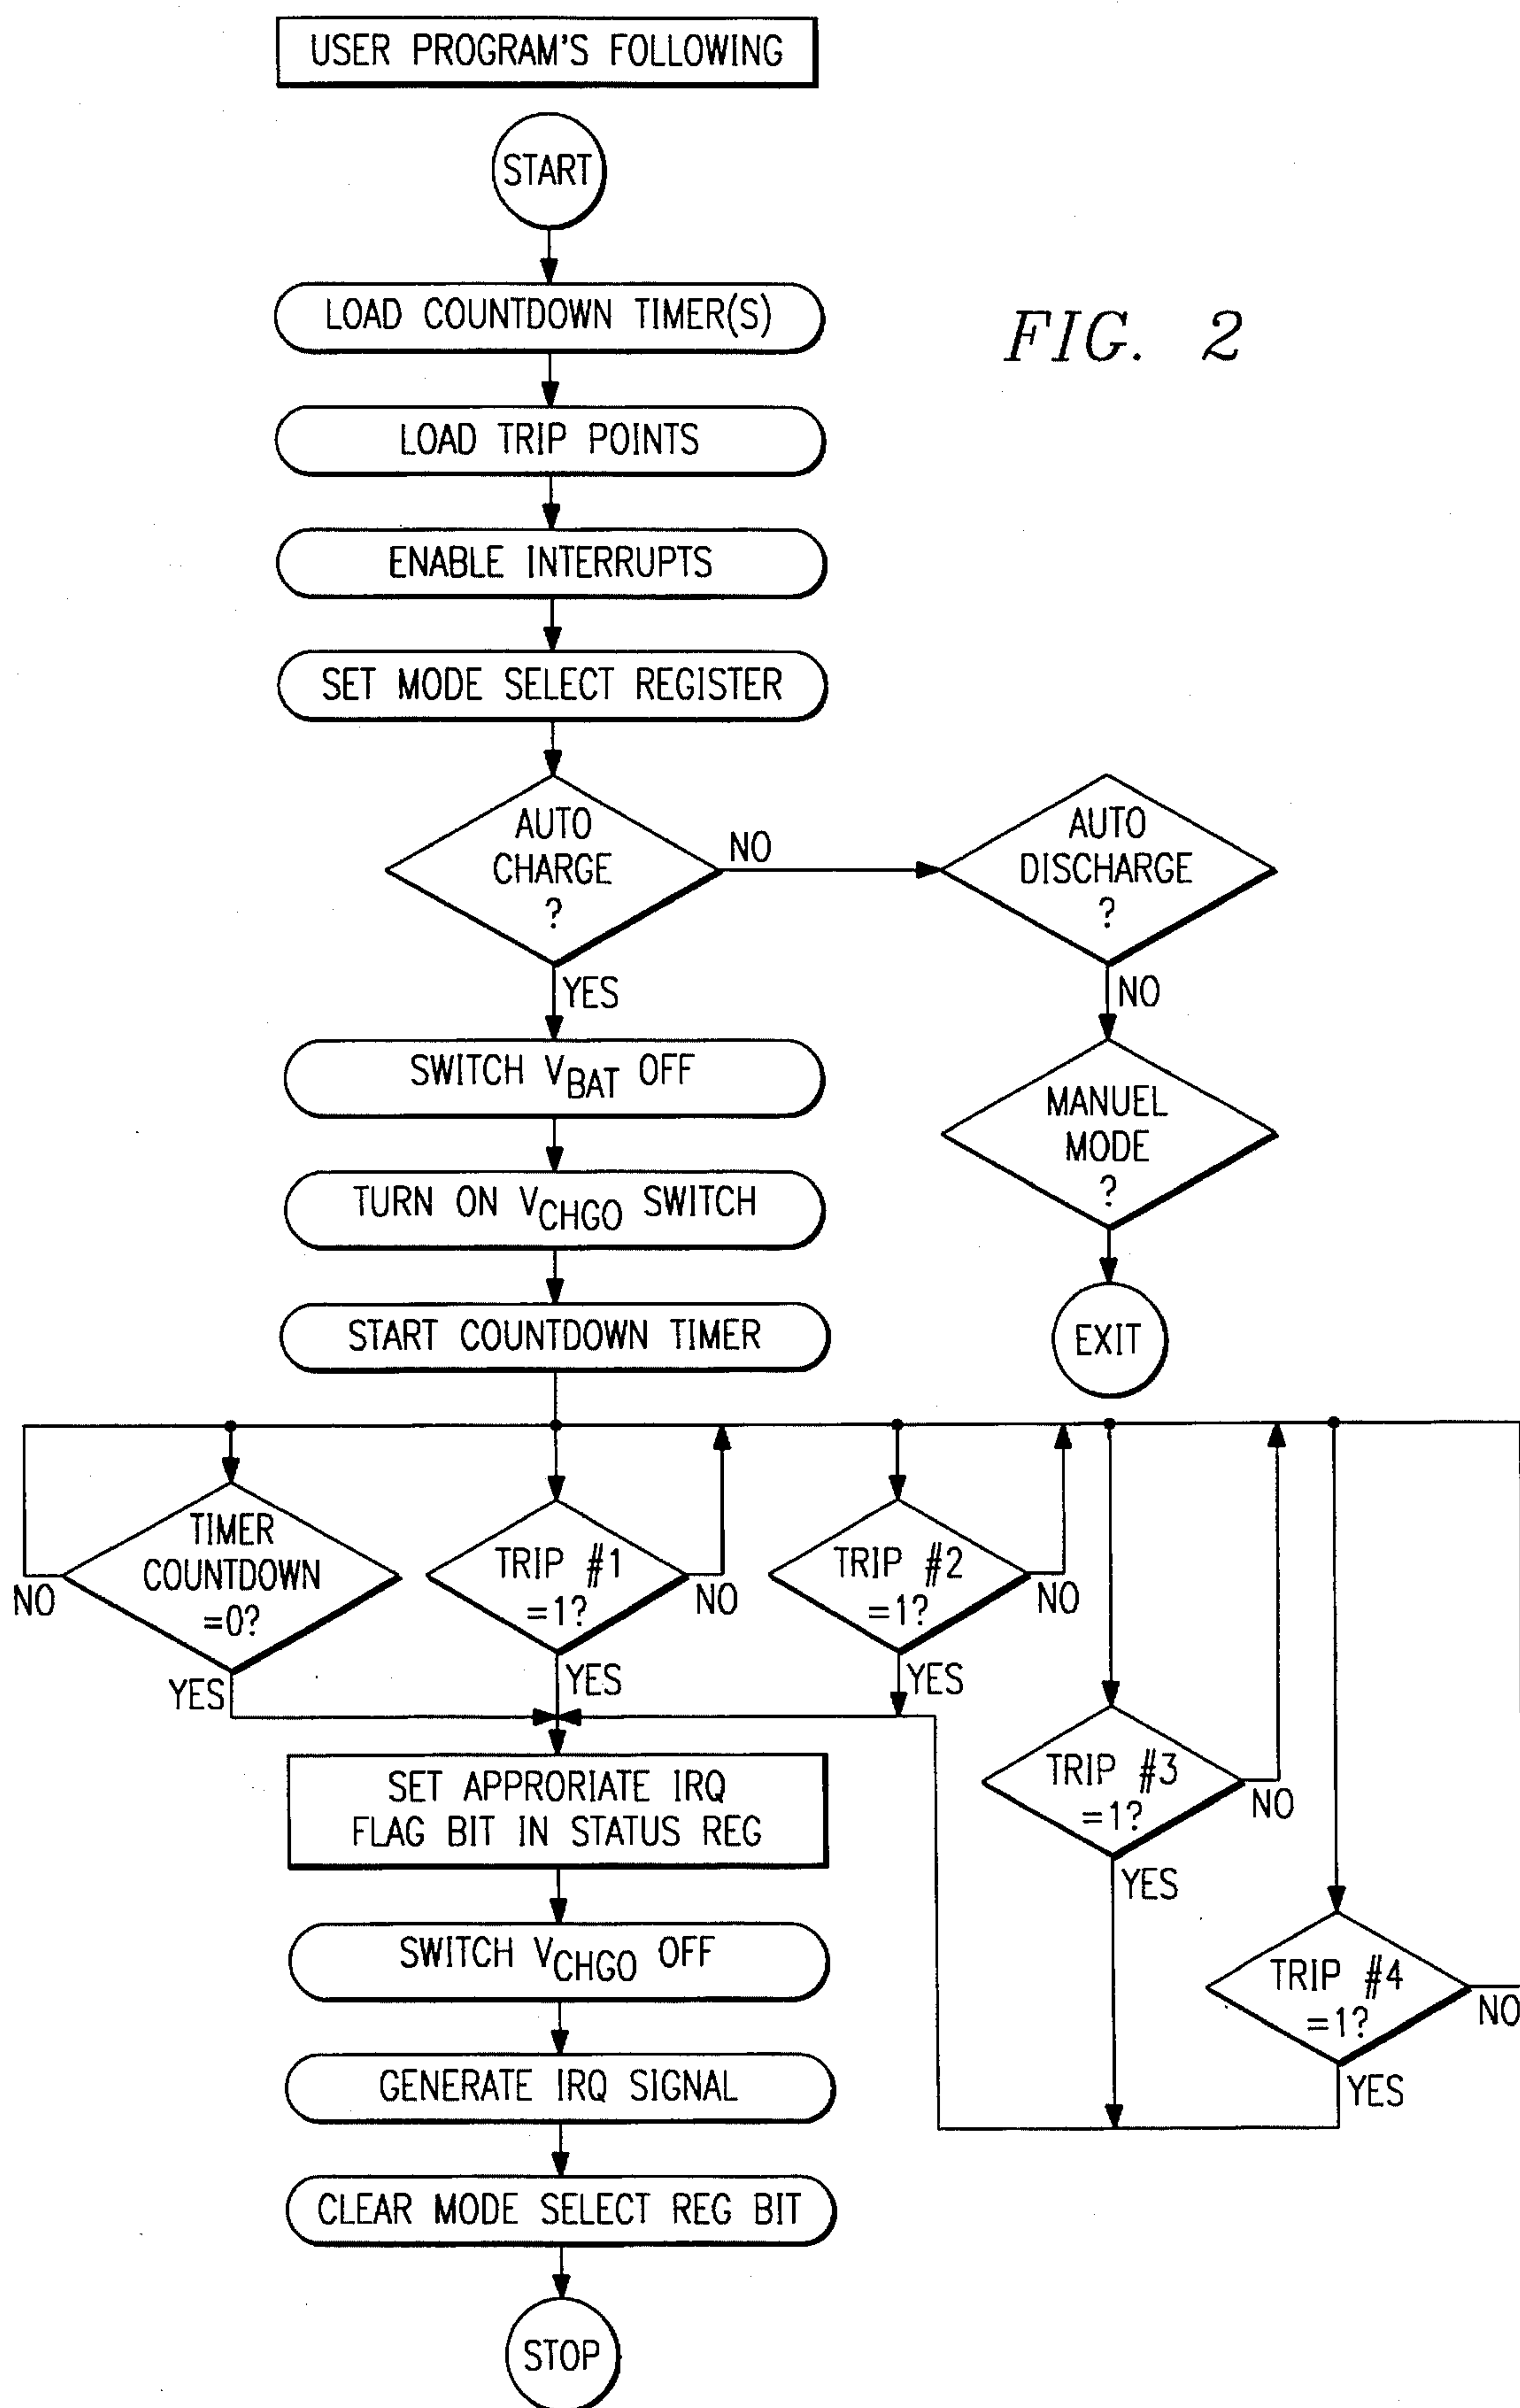 USER PROGRAM'S FOLLOWING
START
LOAD COUNTDOWN TIMER(S)
FIG. 2
LOAD TRIP POINTS
ENABLE INTERRUPTS
SET MODE SELECT REGISTER
AUTO
CHARGE
?
NO
AUTO
DISCHARGE
?
YES
NO
SWITCH VBAT OFF
MANUEL
MODE
?
TURN ON VCHGO SWITCH
START COUNTDOWN TIMER
EXIT
TIMER
COUNTDOWN
=0?
NO
YES
TRIP #1
=1?
NO
YES
TRIP #2
=1?
NO
YES
TRIP #3
=1?
NO
YES
TRIP #4
=1?
NO
YES
SET APPRORIATE IRQ
FLAG BIT IN STATUS REG
SWITCH VCHGO OFF
GENERATE IRQ SIGNAL
CLEAR MODE SELECT REG BIT
STOP